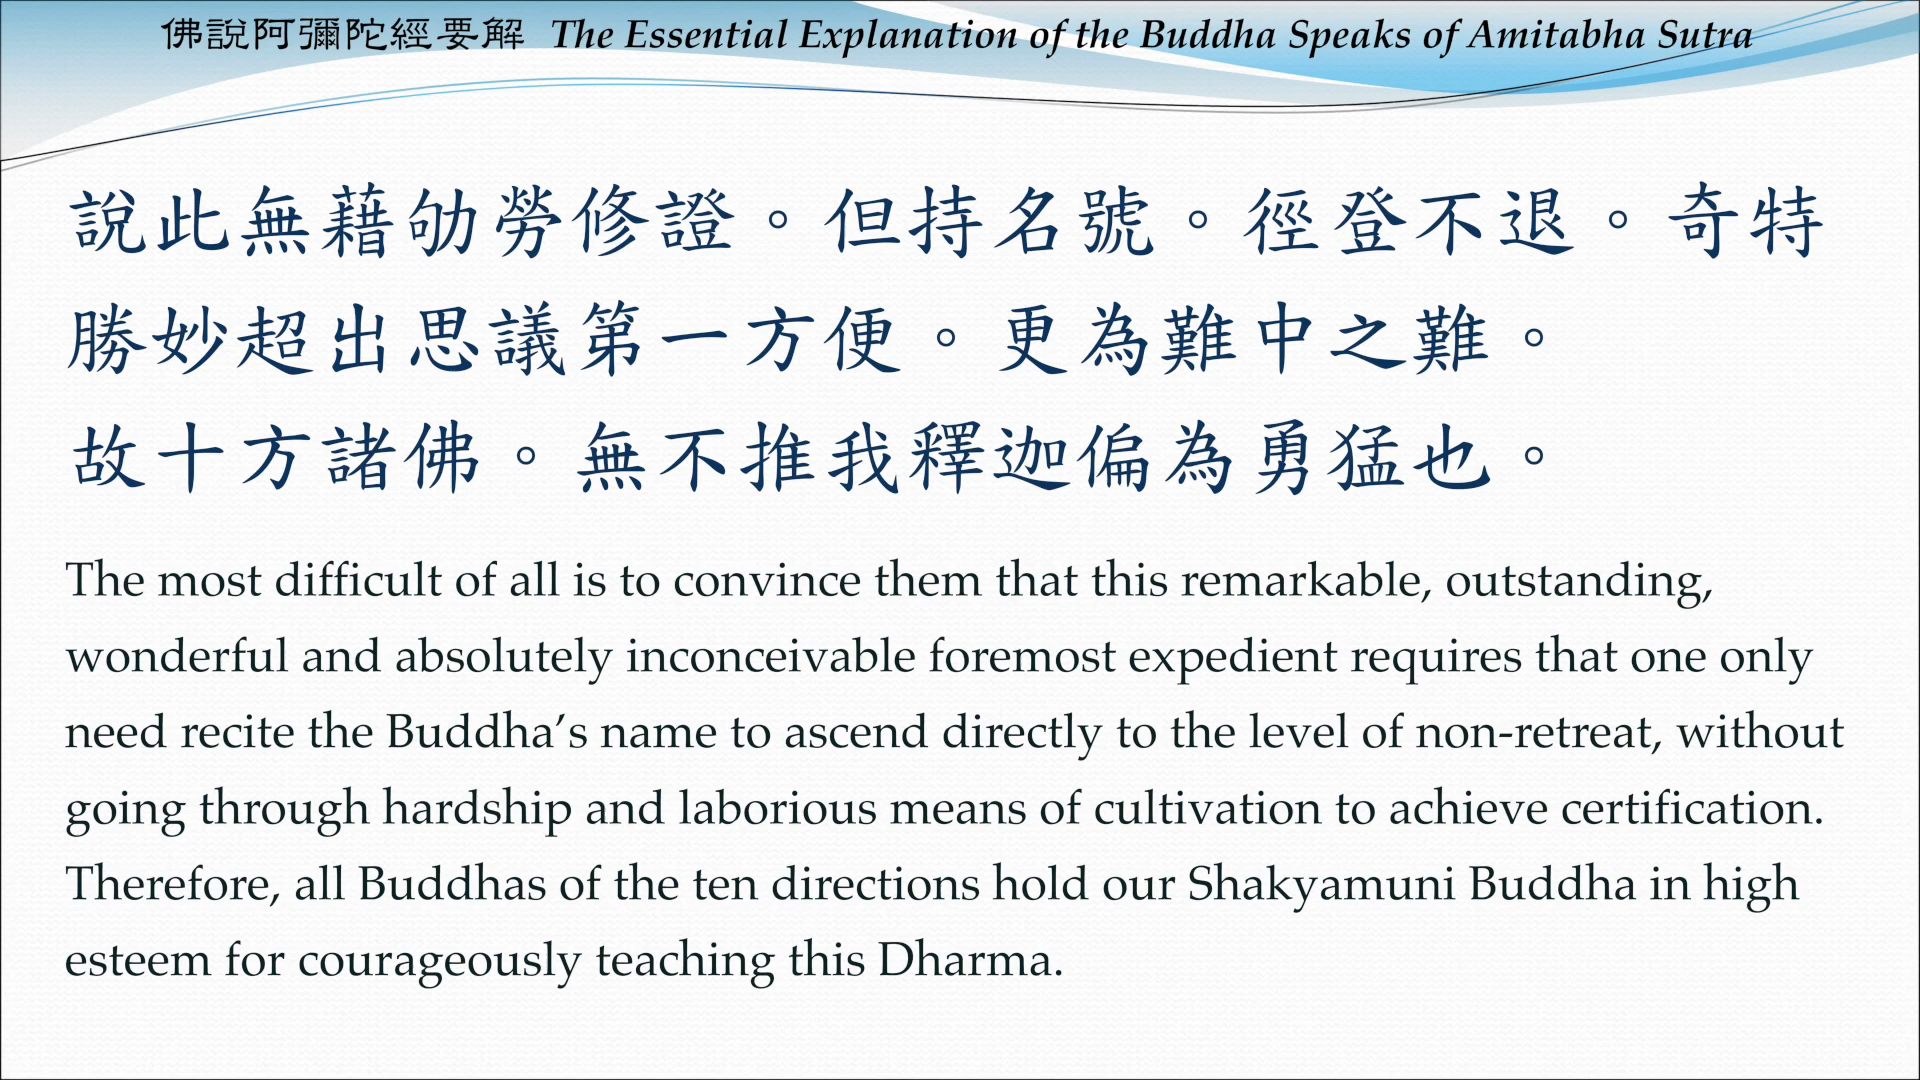 佛說阿彌陀經要解 The Essential Explanation of the Buddha Speaks of Amitabha Sutra
說此無藉劬勞修證。但持名號。徑登不退。奇特
勝妙超出思議第一方便。更為難中之難。
故十方諸佛。無不推我釋迦偏為勇猛也。
The most difficult of all is to convince them that this remarkable, outstanding,
wonderful and absolutely inconceivable foremost expedient requires that one only
need recite the Buddha’s name to ascend directly to the level of non-retreat, without
going through hardship and laborious means of cultivation to achieve certification.
Therefore, all Buddhas of the ten directions hold our Shakyamuni Buddha in high
esteem for courageously teaching this Dharma.